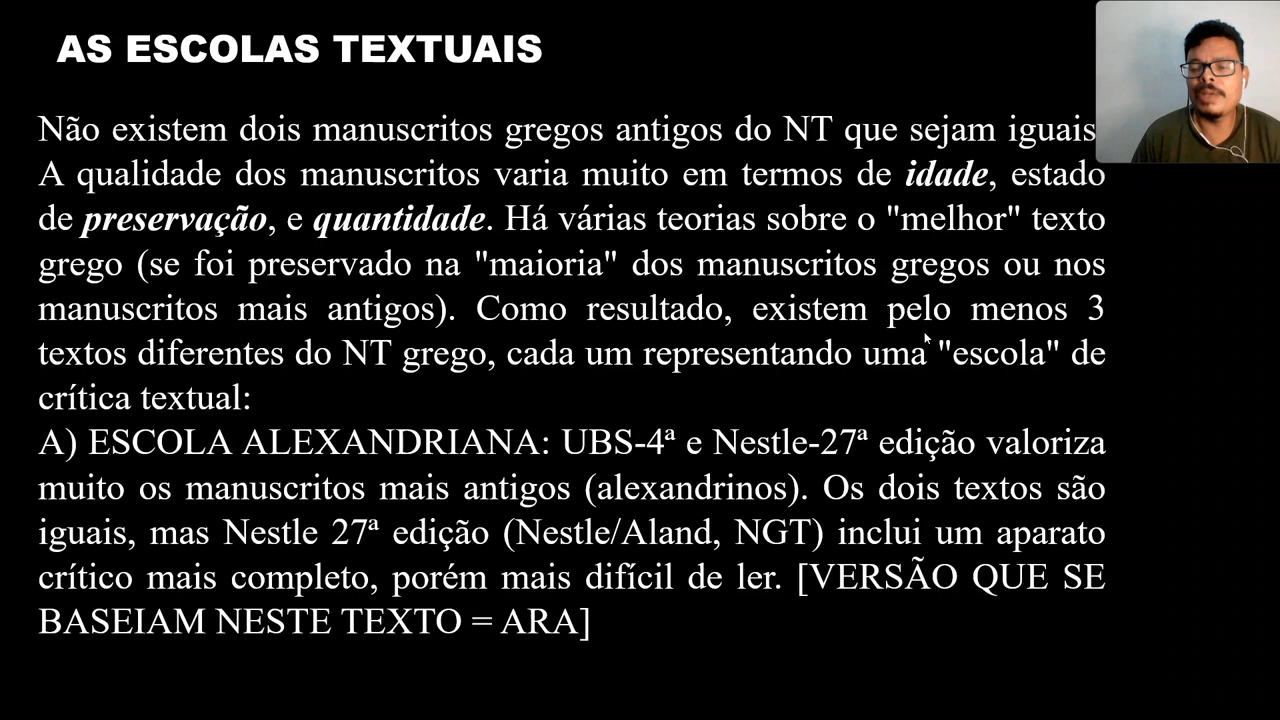 AS ESCOLAS TEXTUAIS
Não existem dois manuscritos gregos antigos do NT que sejam iguais
A qualidade dos manuscritos varia muito em termos de idade, estado
de preservação, e quantidade. Há várias teorias sobre o "melhor" texto
grego (se foi preservado na "maioria" dos manuscritos gregos ou nos
manuscritos mais antigos). Como resultado, existem pelo menos 3
textos diferentes do NT grego, cada um representando uma "escola" de
crítica textual:
A) ESCOLA ALEXANDRIANA: UBS-4ª e Nestle-27ª edição valoriza
muito os manuscritos mais antigos (alexandrinos). Os dois textos são
iguais, mas Nestle 27ª edição (Nestle/Aland, NGT) inclui um aparato
crítico mais completo, porém mais difícil de ler. [VERSÃO QUE SE
BASEIAM NESTE TEXTO = ARA]